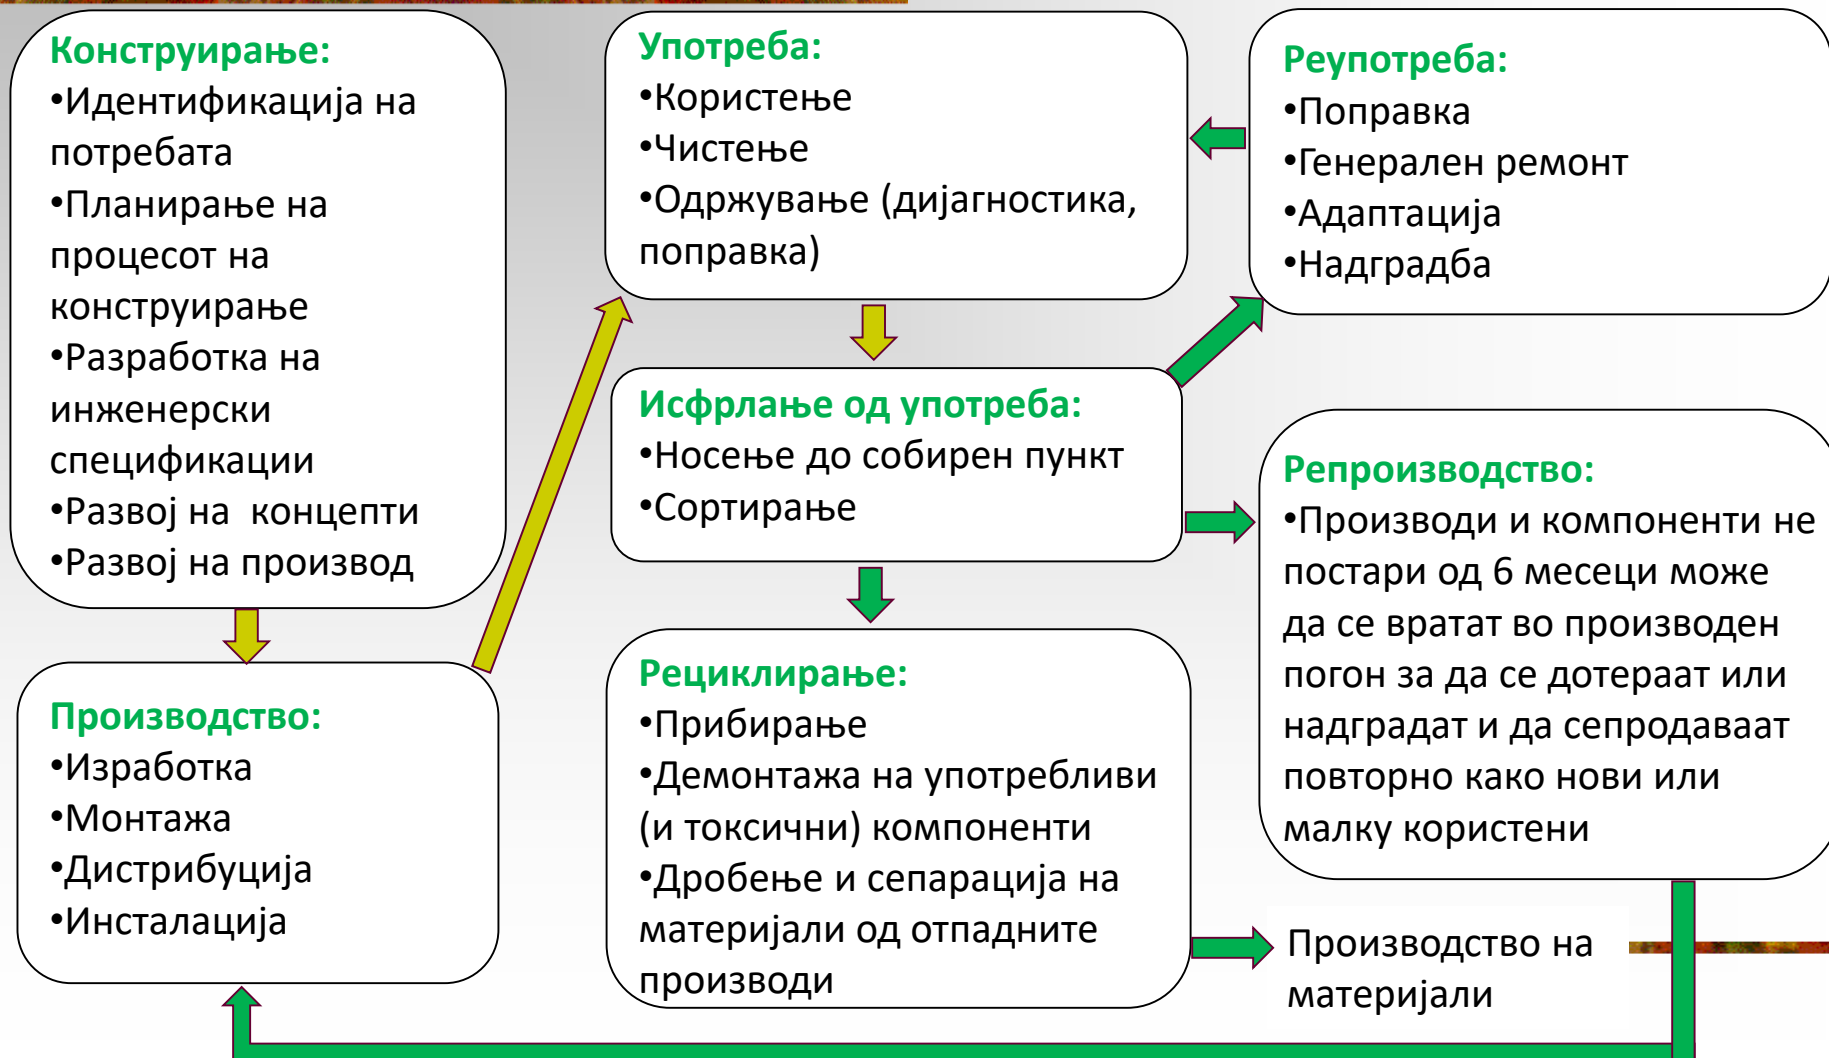 Конструирање:
•Идентификација на
потребата
•Планирање на
процесот на
конструирање
•Разработка на
инженерски
спецификации
•Развој на концепти
•Развој на производ
Производство:
•Изработка
•Монтажа
•Дистрибуција
•Инсталација
Употреба:
•Користење
•Чистење
•Одржување (дијагностика,
поправка)
Исфрлање од употреба:
•Носење до собирен пункт
•Сортирање
Рециклирање:
•Прибирање
•Демонтажа на употребливи
(и токсични) компоненти
•Дробење и сепарација на
материјали од отпадните
производи
Реупотреба:
•Поправка
•Генерален ремонт
•Адаптација
•Надградба
Репроизводство:
•Производи и компоненти не
постари од 6 месеци може
да се вратат во производен
погон за да се дотераат или
надградат и да сепродаваат
повторно како нови или
малку користени
Производство на
материјали